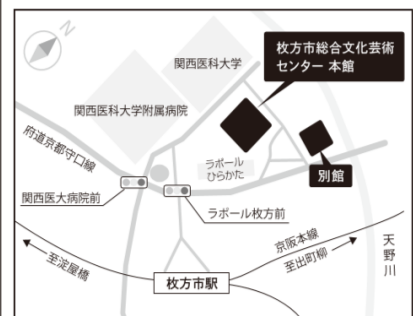 N
関西医科大学
枚方市総合文化芸術
センター 本館
関西医科大学附属病院
府道京都守口線
ラポール
ひらかた
別館
関西医大病院前
ラポール枚方前
京阪本線
至淀屋橋
至出町柳
天野川
枚方市駅